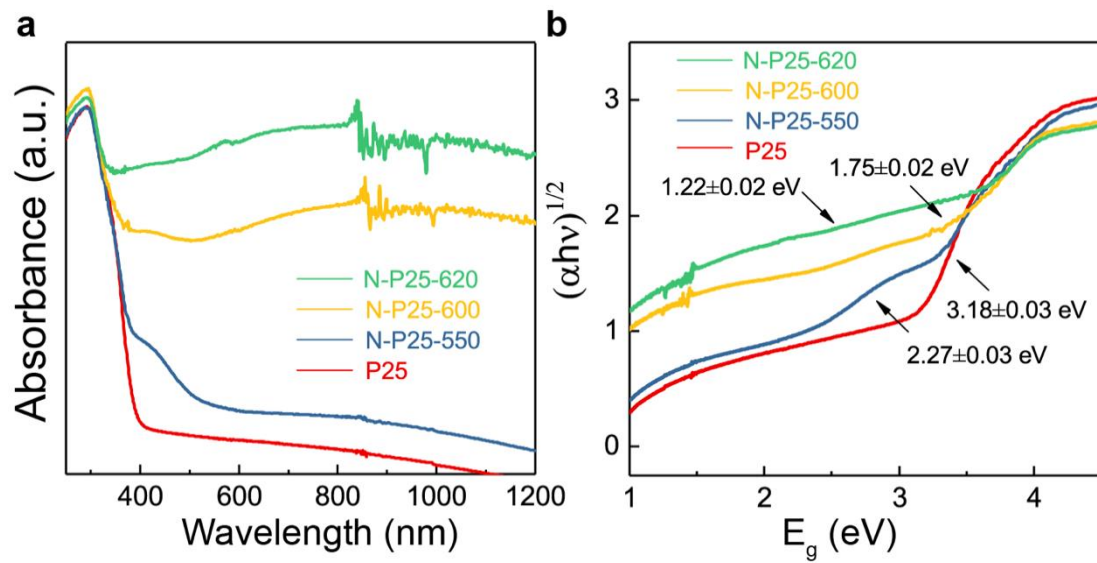 a
Absorbance (a.u.)
N-P25-620
N-P25-600
N-P25-550
P25
400
600
800
1000
1200
Wavelength (nm)
b
(αhν)1/2
3
2
1
0
N-P25-620
N-P25-600
N-P25-550
P25
1.22±0.02 eV
1.75±0.02 eV
3.18±0.03 eV
2.27±0.03 eV
1
2
3
4
Eg (eV)